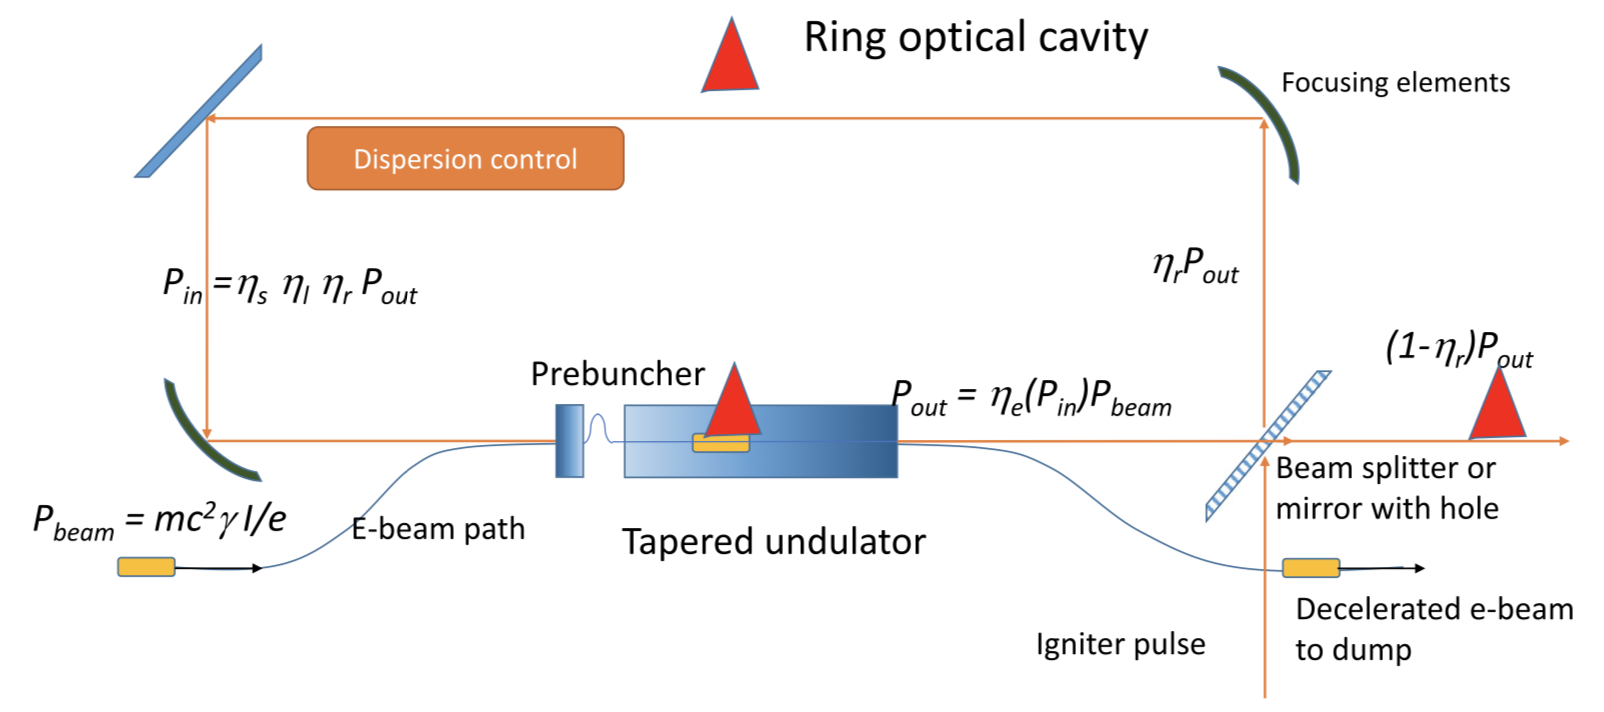 Ring optical cavity
Focusing elements
Dispersion control
P_in = η_s η_l η_r P_out
η_r P_out
(1-η_r)P_out
Prebuncher
P_out = η_e(P_in)P_beam
Beam splitter or
mirror with hole
P_beam = mc²γ I/e
E-beam path
Tapered undulator
Decelerated e-beam
to dump
Igniter pulse